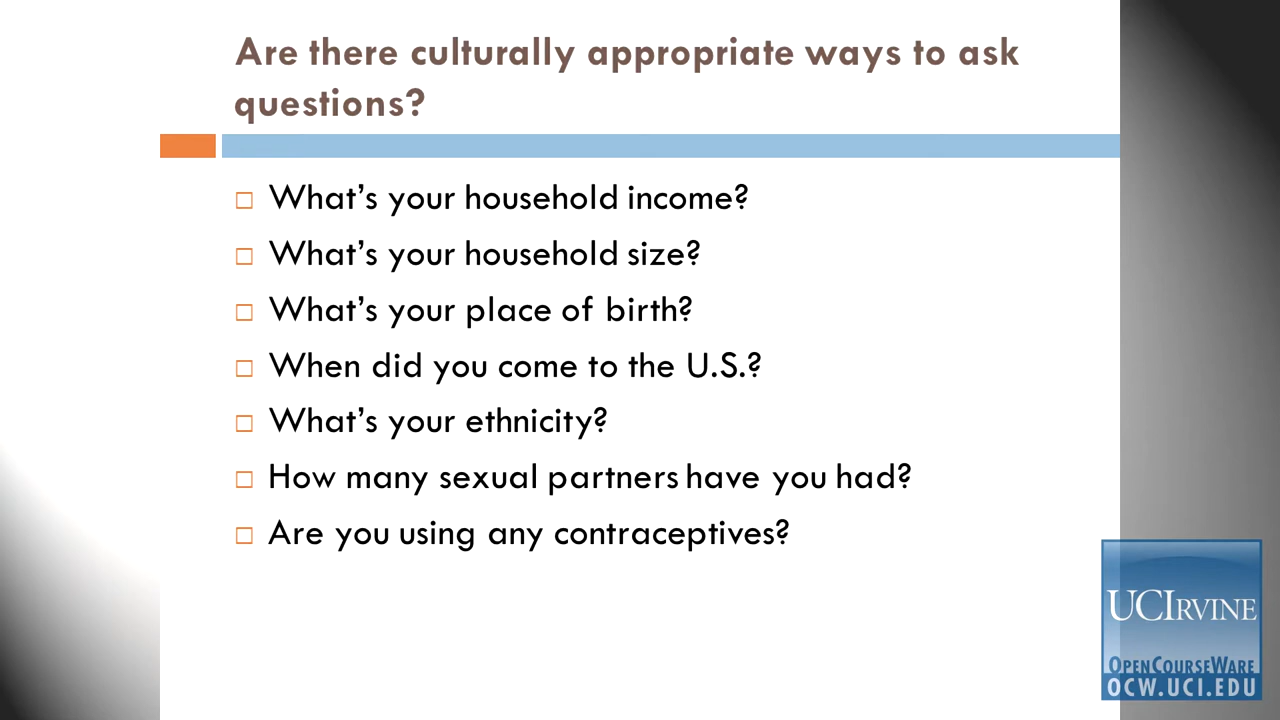 Are there culturally appropriate ways to ask
questions?
What's your household income?
What's your household size?
What's your place of birth?
When did you come to the U.S.?
What's your ethnicity?
How many sexual partners have you had?
Are you using any contraceptives?
UCIRVINE
OPENCOURSEWARE
OCW.UCI.EDU